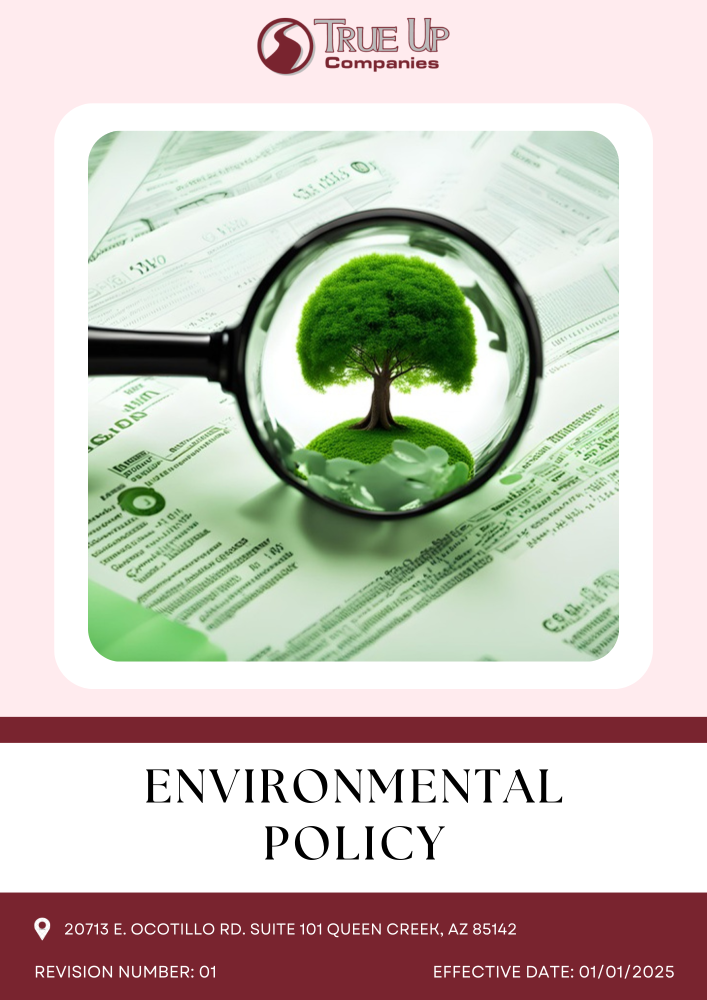 TRUE UP
Companies
ENVIRONMENTAL
POLICY
20713 E. OCOTILLO RD. SUITE 101 QUEEN CREEK, AZ 85142
REVISION NUMBER: 01
EFFECTIVE DATE: 01/01/2025